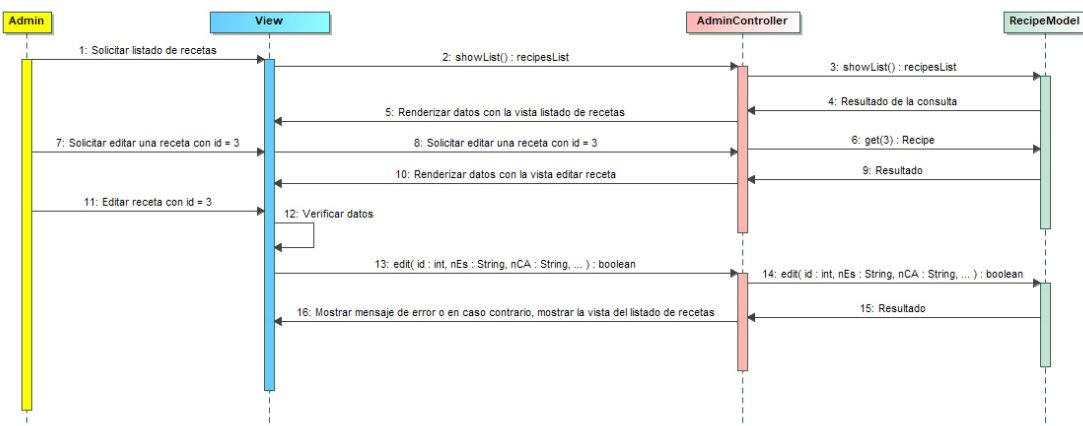 Admin
View
AdminController
RecipeModel
1: Solicitar listado de recetas
2: showList() : recipesList
3: showList() : recipesList
4: Resultado de la consulta
5: Renderizar datos con la vista listado de recetas
7: Solicitar editar una receta con id = 3
8: Solicitar editar una receta con id = 3
6: get(3) : Recipe
9: Resultado
10: Renderizar datos con la vista editar receta
11: Editar receta con id = 3
12: Verificar datos
13: edit( id : int, nEs : String, nCA : String, ... ) : boolean
14: edit( id : int, nEs : String, nCA : String, ... ) : boolean
15: Resultado
16: Mostrar mensaje de error o en caso contrario, mostrar la vista del listado de recetas